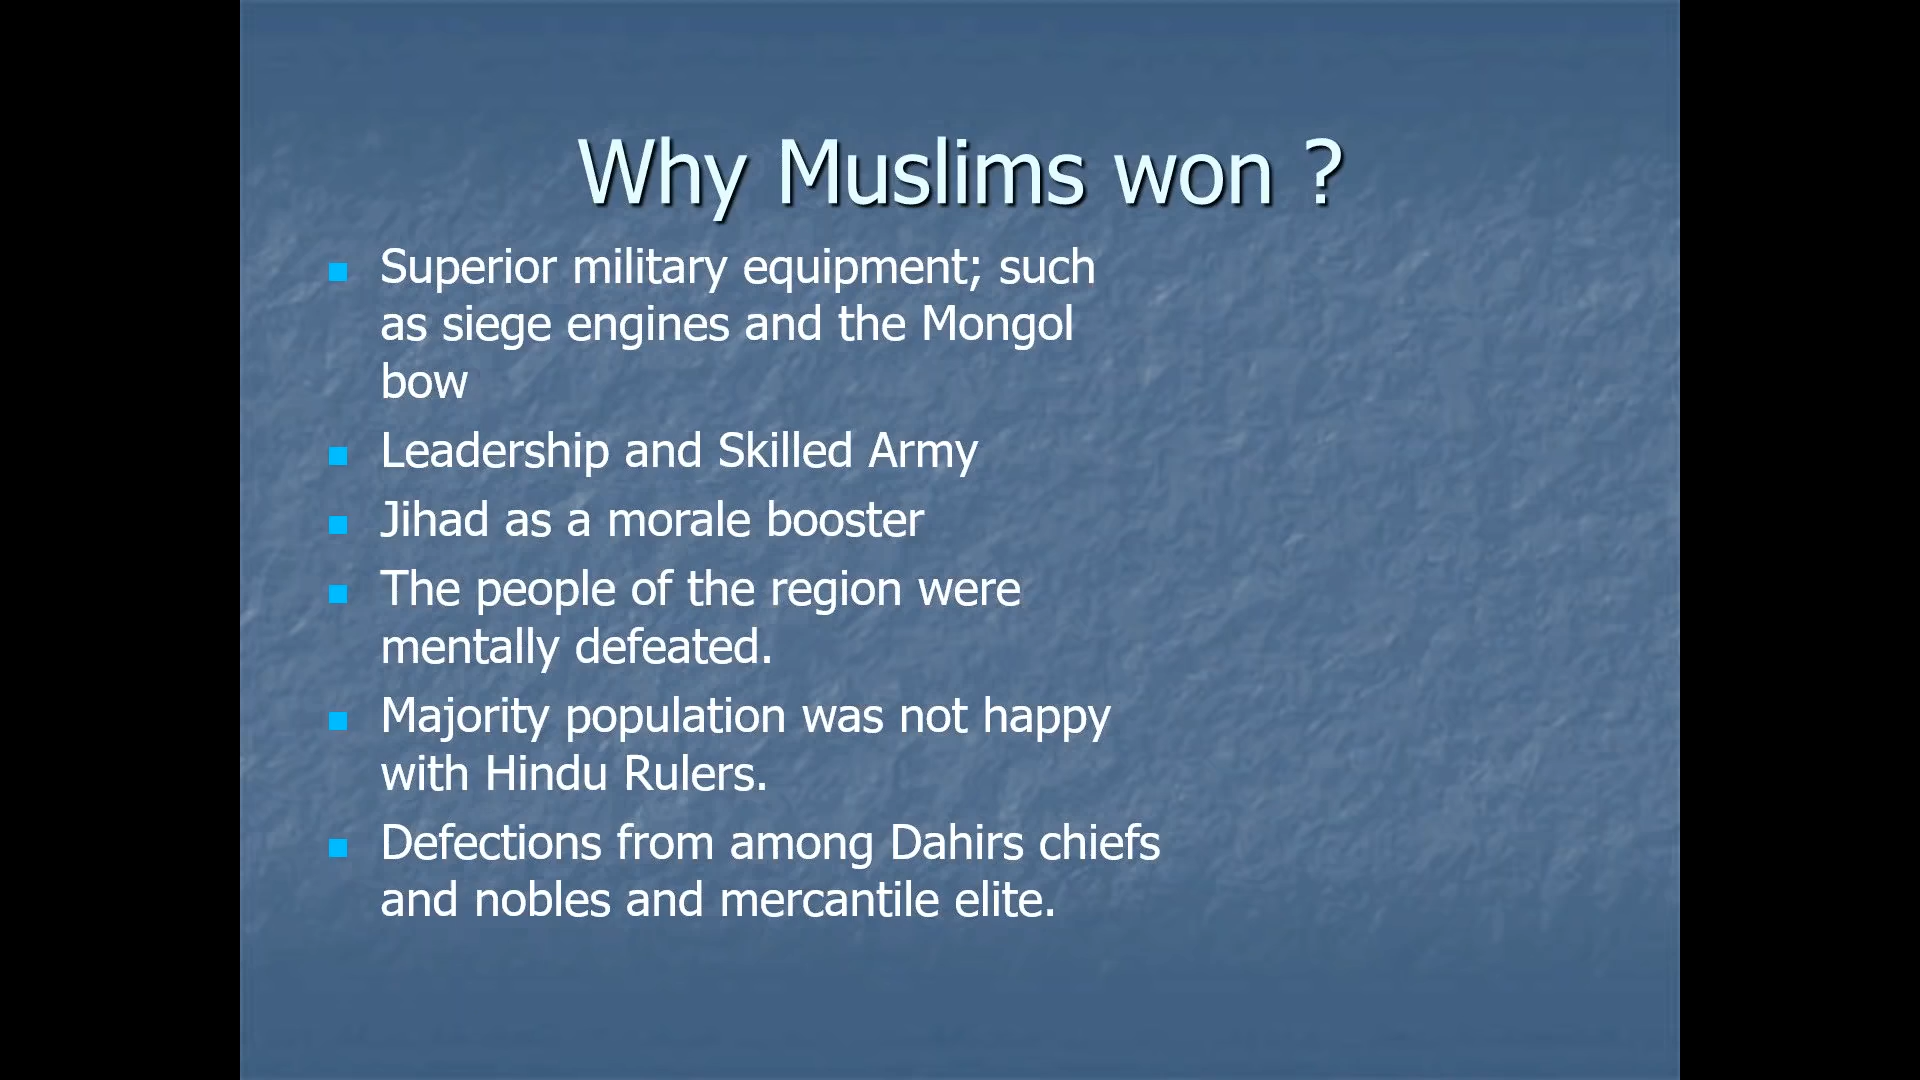 Why Muslims won ?
Superior military equipment; such
as siege engines and the Mongol
bow
Leadership and Skilled Army
Jihad as a morale booster
The people of the region were
mentally defeated.
Majority population was not happy
with Hindu Rulers.
Defections from among Dahirs chiefs
and nobles and mercantile elite.